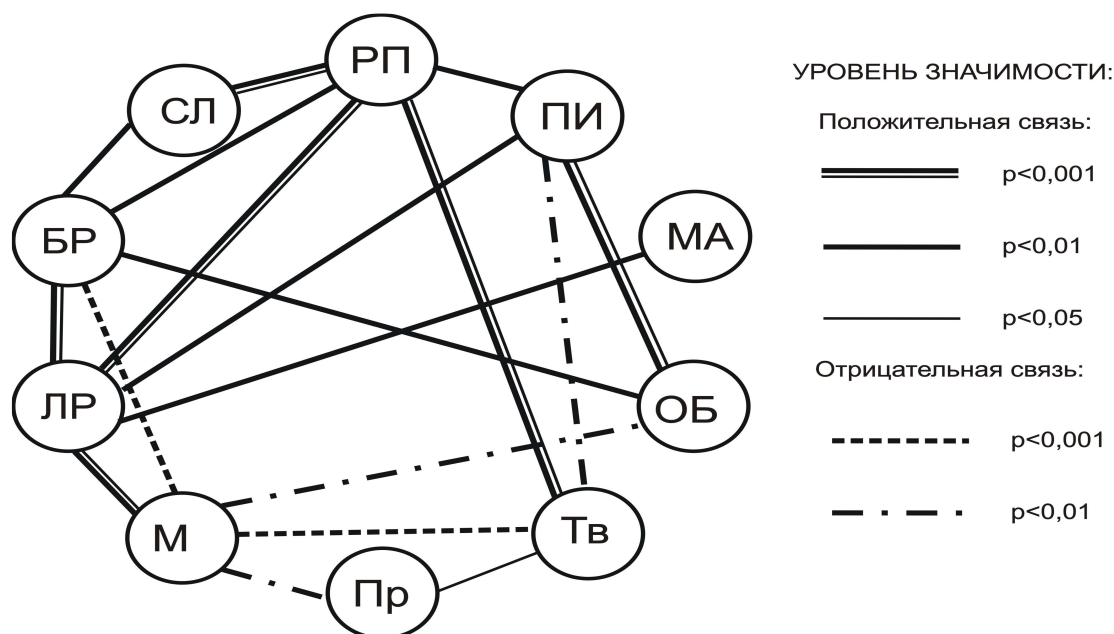 РП
СЛ
ПИ
БР
МА
ЛР
ОБ
М
Тв
Пр
УРОВЕНЬ ЗНАЧИМОСТИ:
Положительная связь:
p<0,001
p<0,01
p<0,05
Отрицательная связь:
p<0,001
p<0,01